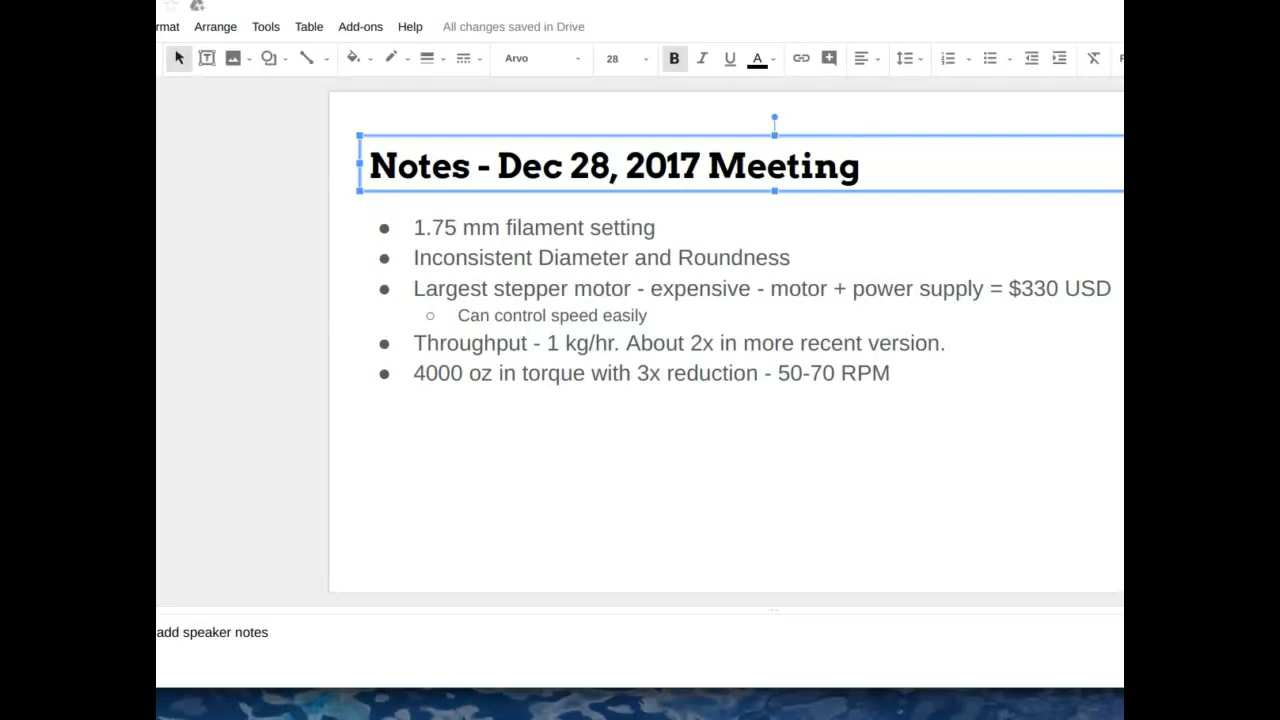 rmat Arrange Tools Table Add-ons Help All changes saved in Drive
Arvo 28 B I U A
Notes - Dec 28, 2017 Meeting
● 1.75 mm filament setting
● Inconsistent Diameter and Roundness
● Largest stepper motor - expensive - motor + power supply = $330 USD
○ Can control speed easily
● Throughput - 1 kg/hr. About 2x in more recent version.
● 4000 oz in torque with 3x reduction - 50-70 RPM
add speaker notes